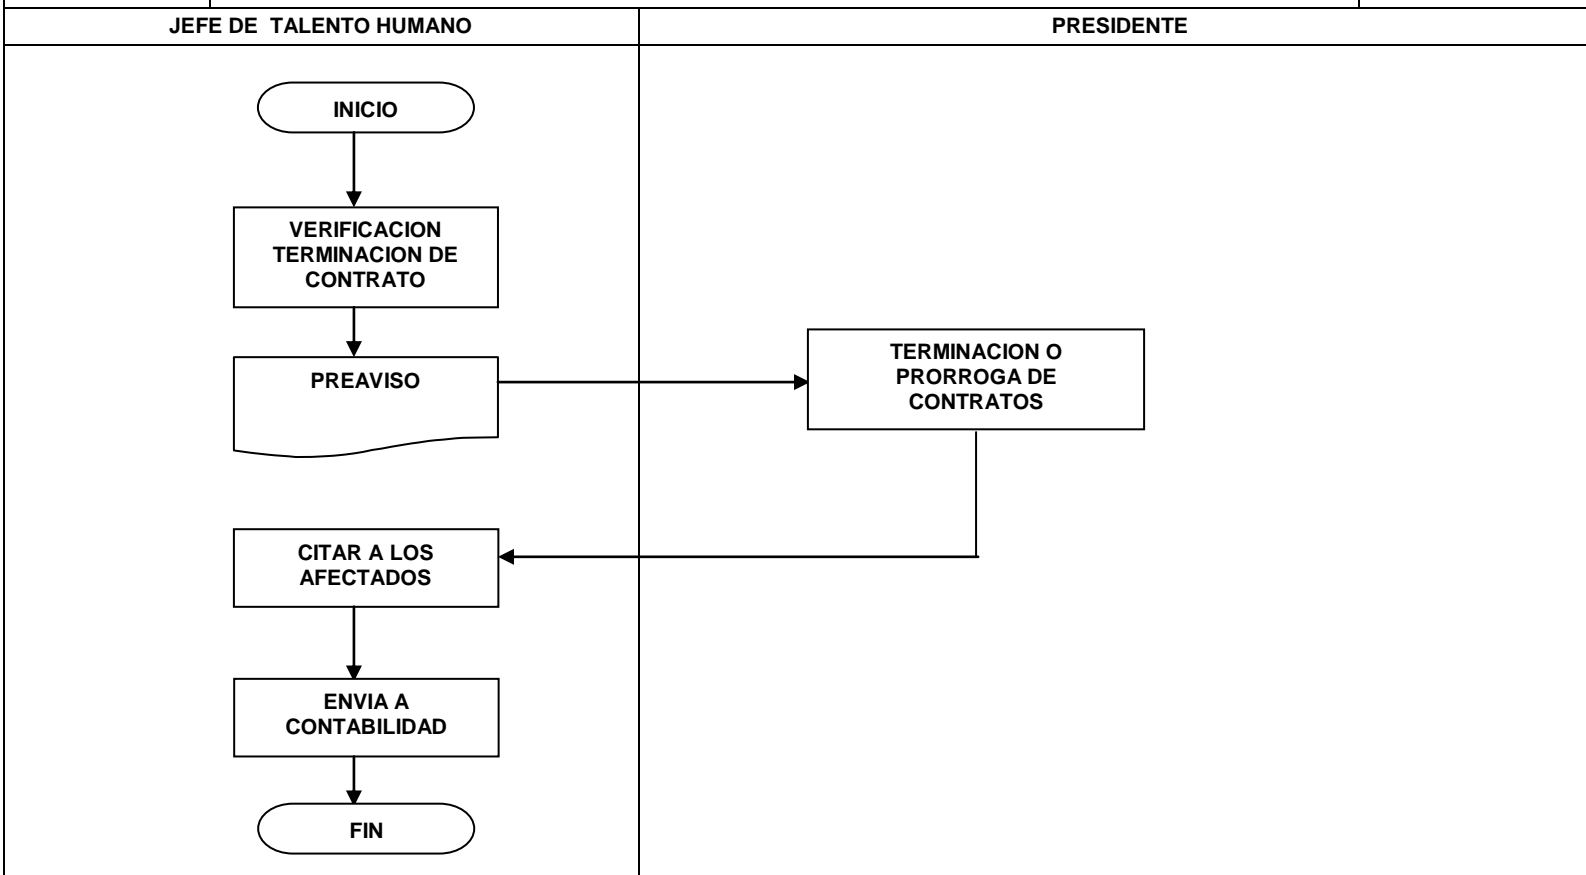 JEFE DE TALENTO HUMANO
PRESIDENTE
INICIO
VERIFICACION
TERMINACION DE
CONTRATO
PREAVISO
TERMINACION O
PRORROGA DE
CONTRATOS
CITAR A LOS
AFECTADOS
ENVIA A
CONTABILIDAD
FIN